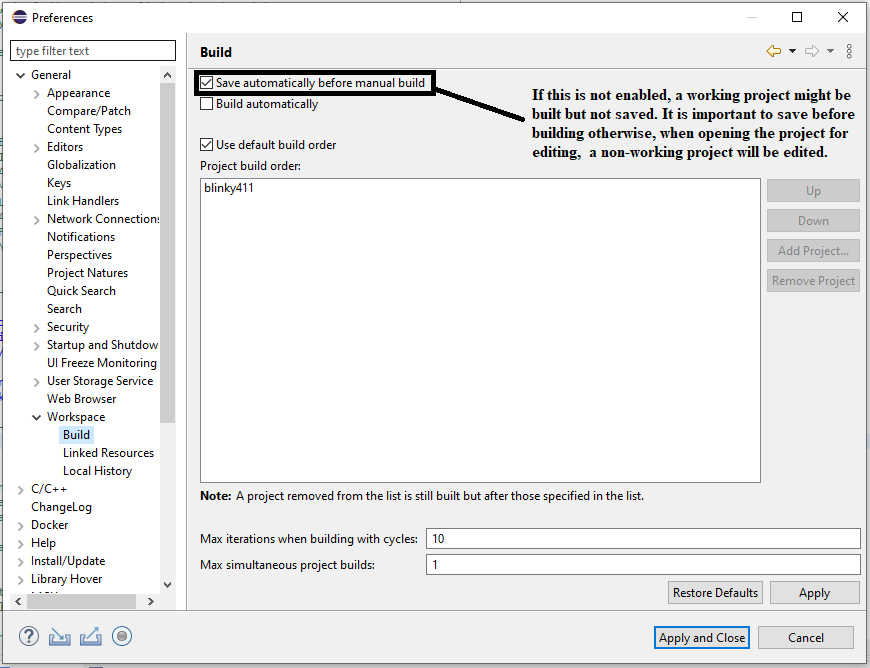 Preferences
type filter text
General
Appearance
Compare/Patch
Content Types
Editors
Globalization
Keys
Link Handlers
Network Connections
Notifications
Perspectives
Project Natures
Quick Search
Search
Security
Startup and Shutdow
UI Freeze Monitoring
User Storage Service
Web Browser
Workspace
Build
Linked Resources
Local History
C/C++
ChangeLog
Docker
Help
Install/Update
Library Hover
Build
Save automatically before manual build
Build automatically
If this is not enabled, a working project might be
built but not saved. It is important to save before
building otherwise, when opening the project for
editing,  a non-working project will be edited.
Use default build order
Project build order:
blinky411
Up
Down
Add Project...
Remove Project
Note: A project removed from the list is still built but after those specified in the list.
Max iterations when building with cycles: 10
Max simultaneous project builds: 1
Restore Defaults
Apply
Apply and Close
Cancel